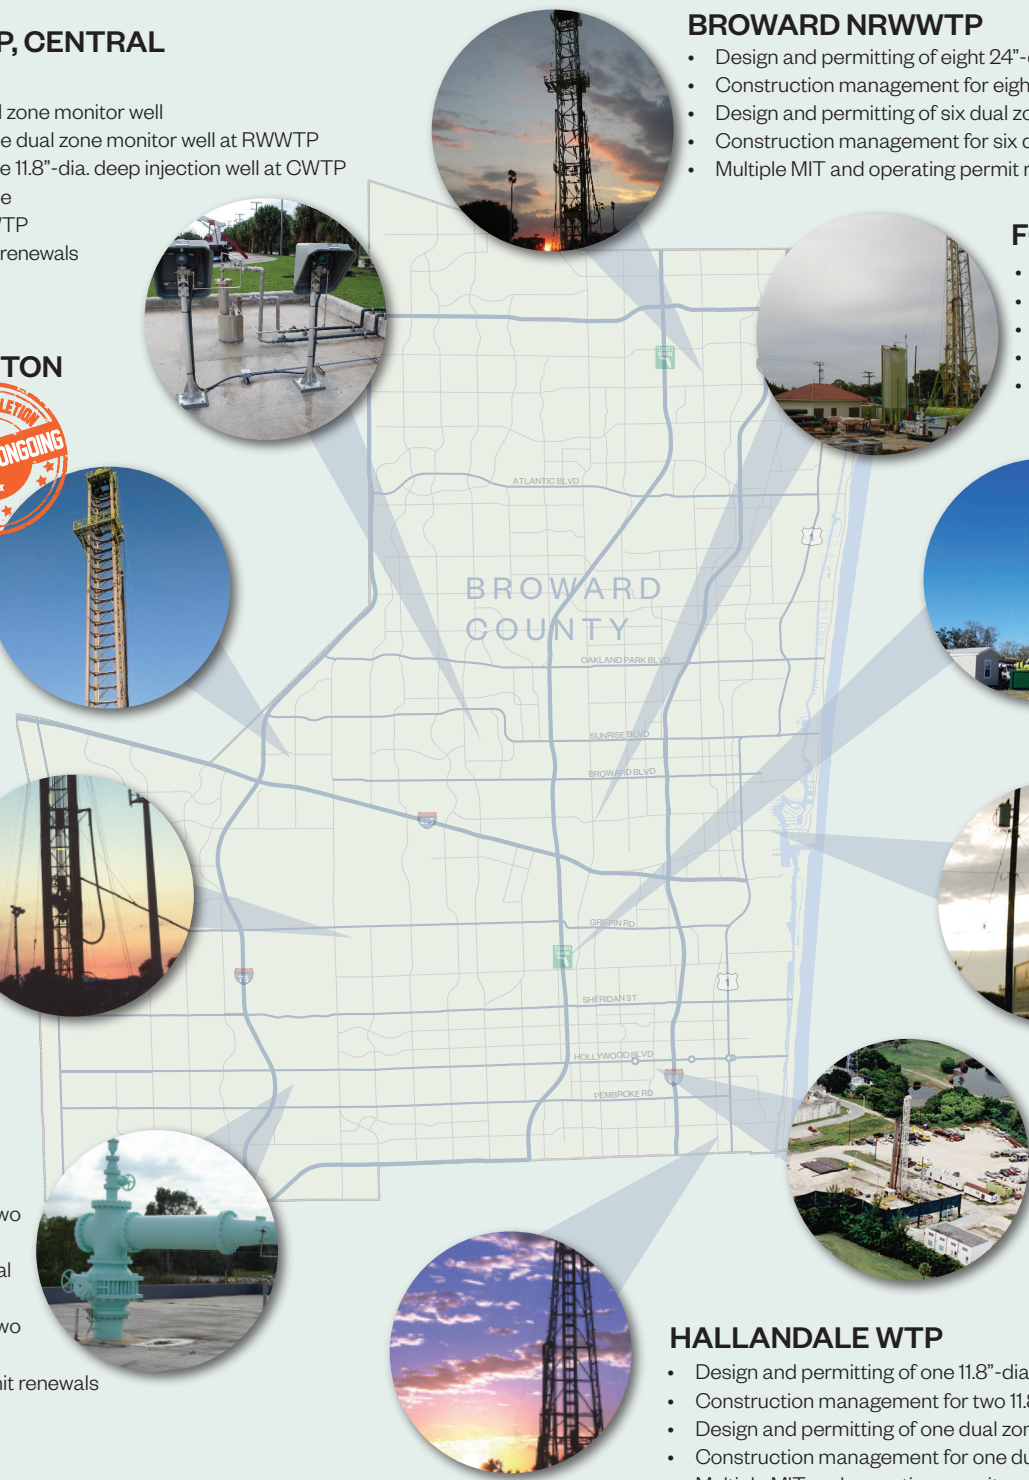 P, CENTRAL
zone monitor well
e dual zone monitor well at RWWTP
e 11.8”-dia. deep injection well at CWTP
e
TP
renewals
TON
LETION
ONGOING
BROWARD NRWWTP
• Design and permitting of eight 24”-
• Construction management for eigh
• Design and permitting of six dual zo
• Construction management for six d
• Multiple MIT and operating permit r
F
•
•
•
•
•
ATLANTIC BLVD
1
BROWARD
COUNTY
OAKLAND PARK BLVD
SUNRISE BLVD
BROWARD BLVD
595
GRIFFIN RD
75
1
SHERIDAN ST
HOLLYWOOD BLVD
PEMBROKE RD
wo
al
wo
it renewals
HALLANDALE WTP
• Design and permitting of one 11.8”-dia
• Construction management for two 11.8
• Design and permitting of one dual zon
• Construction management for one du